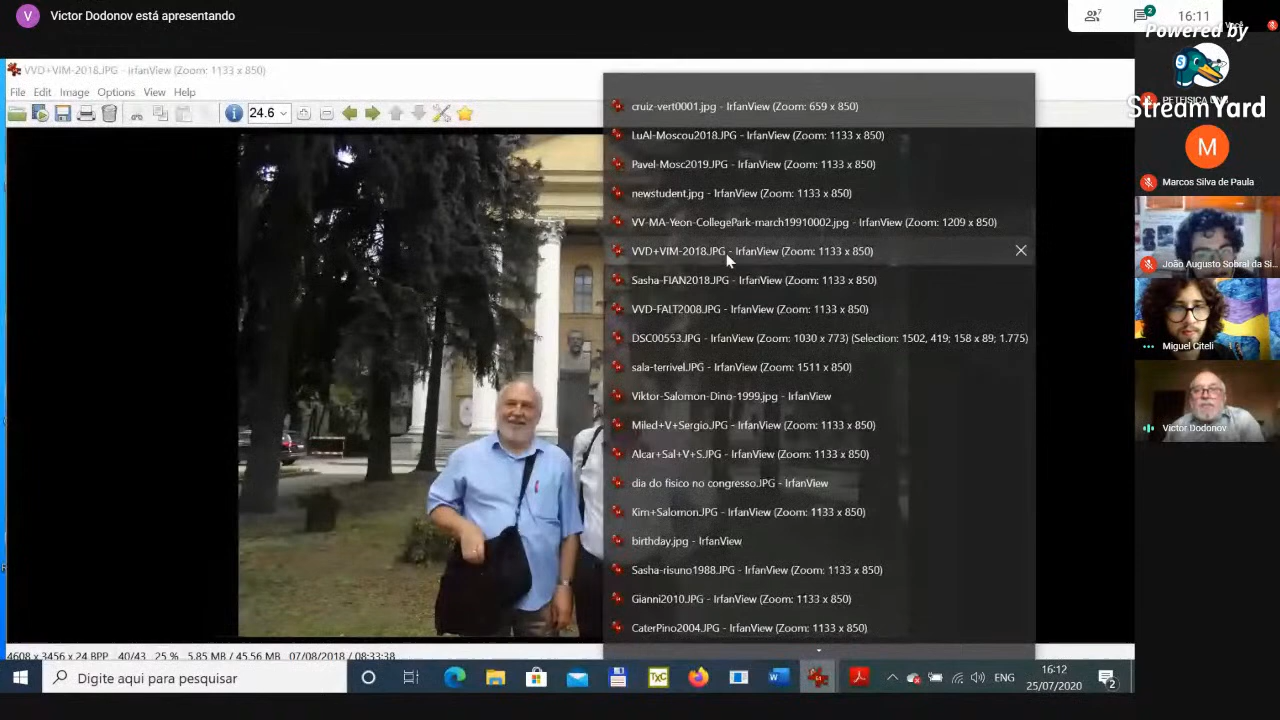 V Victor Dodonov está apresentando
7
2
16:11
Você
Powered by
StreamYard
VVD+VIM-2018.JPG - IrfanView (Zoom: 1133 x 850)
File Edit Image Options View Help
24.6
cruiz-vert0001.jpg - IrfanView (Zoom: 659 x 850)
LuAl-Moscou2018.JPG - IrfanView (Zoom: 1133 x 850)
Pavel-Mosc2019.JPG - IrfanView (Zoom: 1133 x 850)
newstudent.jpg - IrfanView (Zoom: 1133 x 850)
VV-MA-Yeon-CollegePark-march19910002.jpg - IrfanView (Zoom: 1209 x 850)
VVD+VIM-2018.JPG - IrfanView (Zoom: 1133 x 850)
Sasha-FIAN2018.JPG - IrfanView (Zoom: 1133 x 850)
VVD-FALT2008.JPG - IrfanView (Zoom: 1133 x 850)
DSC00553.JPG - IrfanView (Zoom: 1030 x 773) (Selection: 1502, 419; 158 x 89; 1.775)
sala-terrivel.JPG - IrfanView (Zoom: 1511 x 850)
Viktor-Salomon-Dino-1999.jpg - IrfanView
Miled+V+Sergio.JPG - IrfanView (Zoom: 1133 x 850)
Alcar+Sal+V+S.JPG - IrfanView (Zoom: 1133 x 850)
dia do fisico no congresso.JPG - IrfanView
Kim+Salomon.JPG - IrfanView (Zoom: 1133 x 850)
birthday.jpg - IrfanView
Sasha-risuno1988.JPG - IrfanView (Zoom: 1133 x 850)
Gianni2010.JPG - IrfanView (Zoom: 1133 x 850)
CaterPino2004.JPG - IrfanView (Zoom: 1133 x 850)
M
Marcos Silva de Paula
João Augusto Sobral da Si...
Miguel Citeli
Victor Dodonov
4608 x 3456 x 24 BPP 40/43 25 % 5.85 MB / 45.56 MB 07/08/2018 / 08:33:38
Digite aqui para pesquisar
TXC
W
ENG
16:12
25/07/2020
2